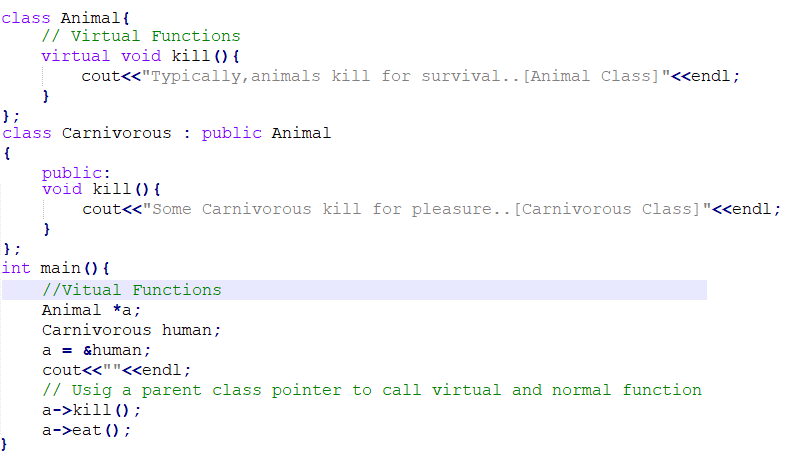 class Animal{
    // Virtual Functions
    virtual void kill(){
        cout<<"Typically,animals kill for survival..[Animal Class]"<<endl;
    }
};
class Carnivorous : public Animal
{
    public:
    void kill(){
        cout<<"Some Carnivorous kill for pleasure..[Carnivorous Class]"<<endl;
    }
};
int main(){
    //Vitual Functions
    Animal *a;
    Carnivorous human;
    a = &human;
    cout<<""<<endl;
    // Usig a parent class pointer to call virtual and normal function
    a->kill();
    a->eat();
}